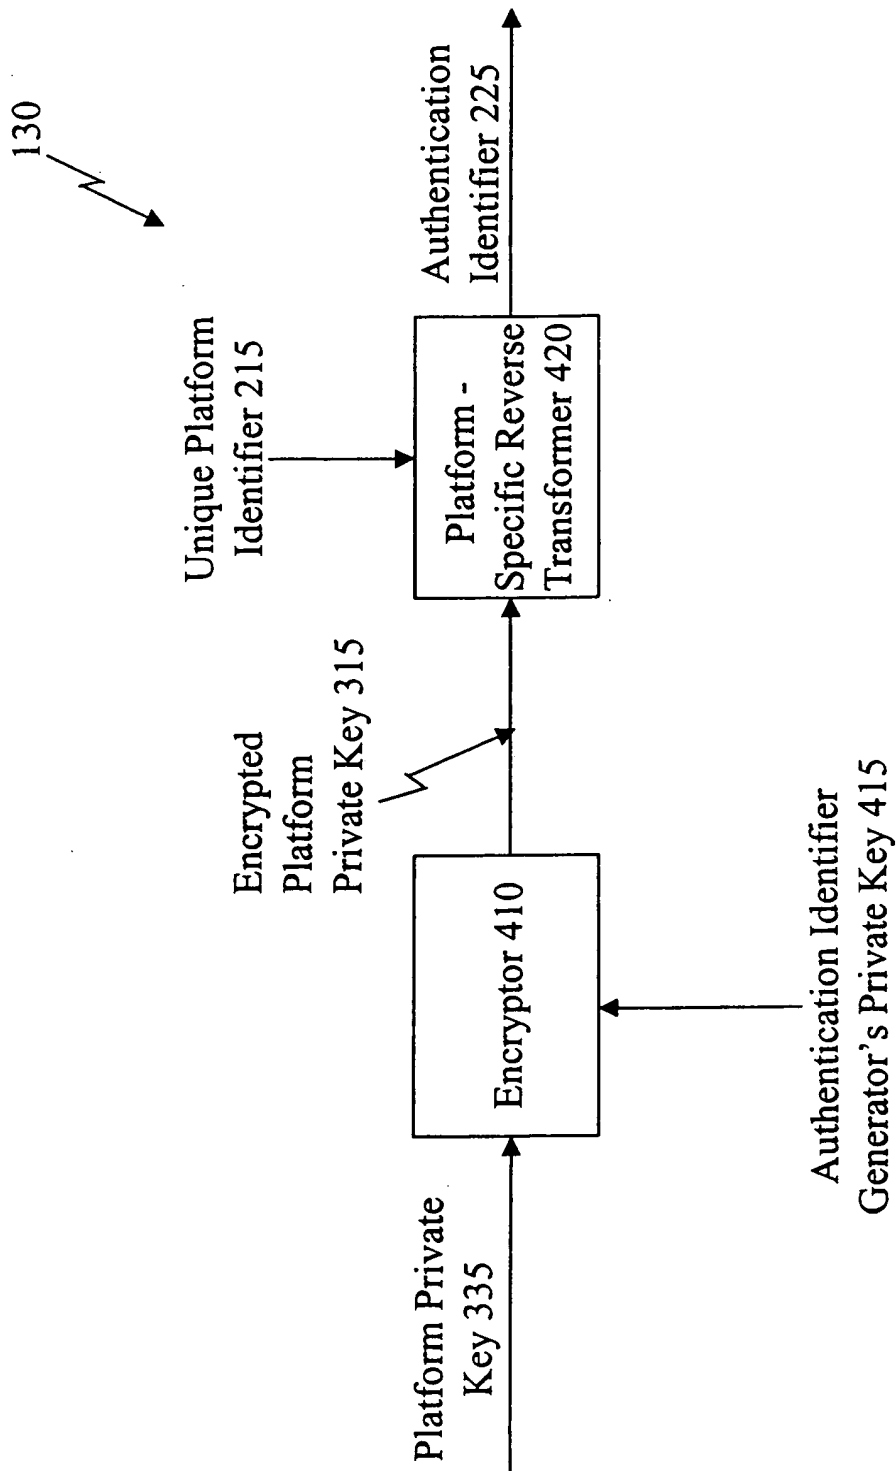 130
Unique Platform
Identifier 215
Encrypted
Platform
Private Key 315
Platform Private
Key 335
Encryptor 410
Platform -
Specific Reverse
Transformer 420
Authentication
Identifier 225
Authentication Identifier
Generator's Private Key 415